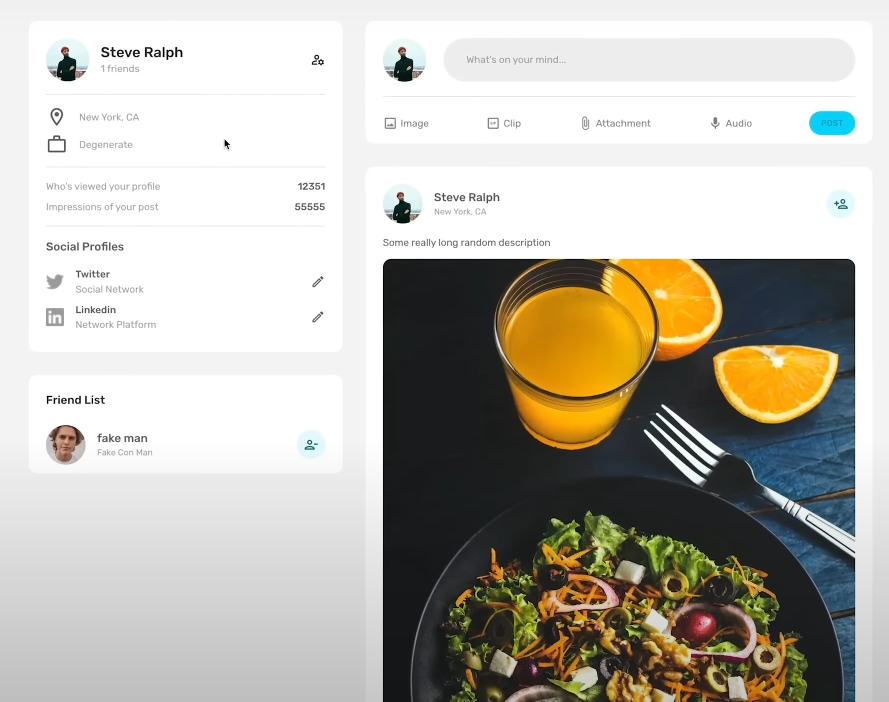 Steve Ralph
1 friends
New York, CA
Degenerate
Who's viewed your profile 12351
Impressions of your post 55555
Social Profiles
Twitter
Social Network
Linkedin
Network Platform
Friend List
fake man
Fake Con Man
What's on your mind...
Image Clip Attachment Audio POST
Steve Ralph
New York, CA
Some really long random description